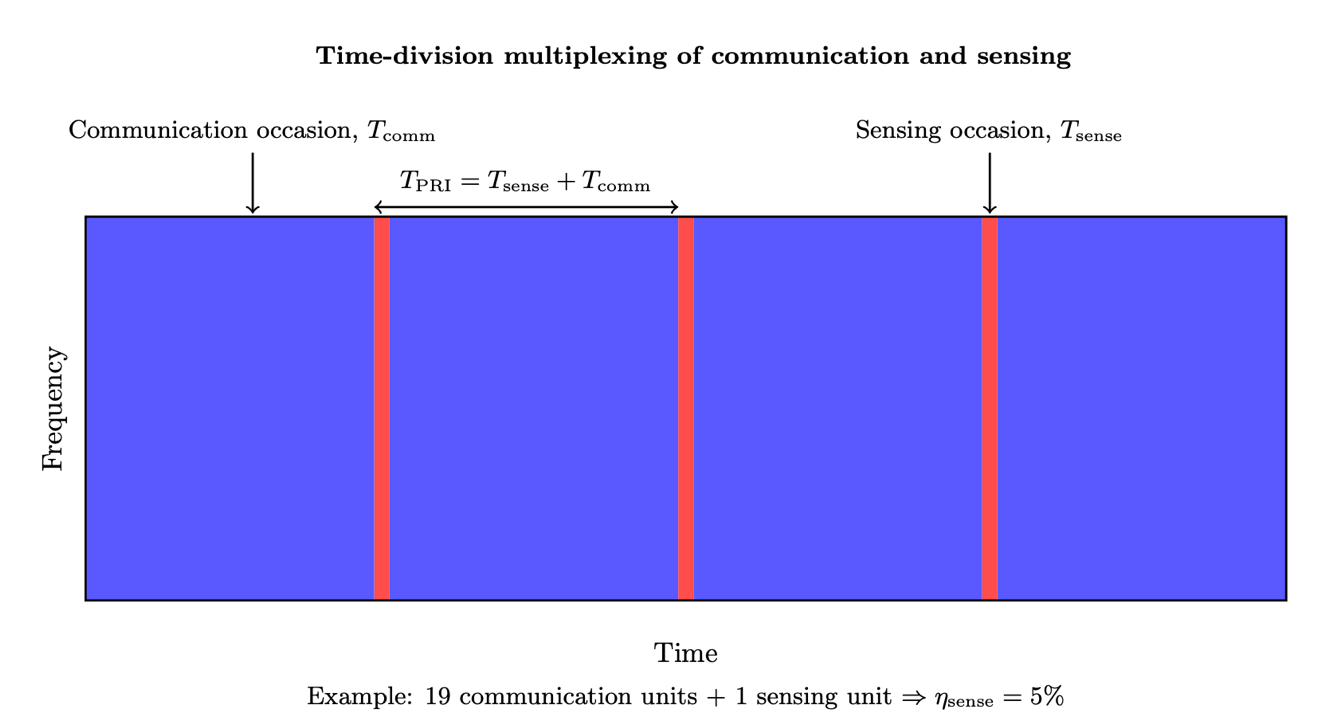 Time-division multiplexing of communication and sensing
Communication occasion, T_comm
Sensing occasion, T_sense
T_PRI = T_sense + T_comm
Frequency
Time
Example: 19 communication units + 1 sensing unit ⇒ η_sense = 5%